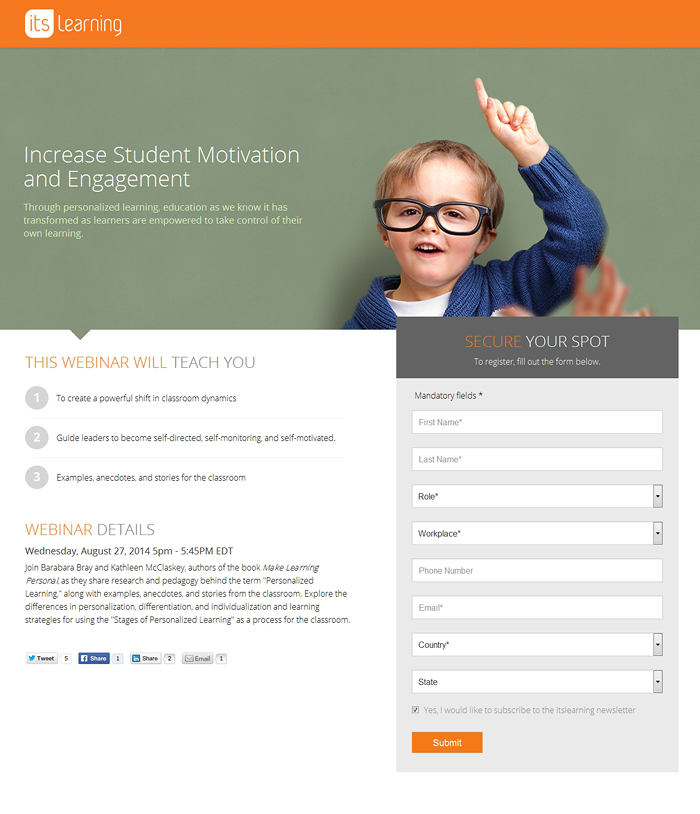 its Learning
Increase Student Motivation
and Engagement
Through personalized learning, education as we know it has
transformed as learners are empowered to take control of their
own learning.
THIS WEBINAR WILL TEACH YOU
1 To create a powerful shift in classroom dynamics
2 Guide leaders to become self-directed, self-monitoring, and self-motivated.
3 Examples, anecdotes, and stories for the classroom
WEBINAR DETAILS
Wednesday, August 27, 2014 5pm - 5:45PM EDT
Join Barabara Bray and Kathleen McClaskey, authors of the book Make Learning
Personal, as they share research and pedagogy behind the term "Personalized
Learning," along with examples, anecdotes, and stories from the classroom. Explore the
differences in personalization, differentiation, and individualization and learning
strategies for using the "Stages of Personalized Learning" as a process for the classroom.
Tweet 5 Share 1 Share 2 Email 1
SECURE YOUR SPOT
To register, fill out the form below.
Mandatory fields *
First Name*
Last Name*
Role*
Workplace*
Phone Number
Email*
Country*
State
Yes, I would like to subscribe to the itslearning newsletter
Submit